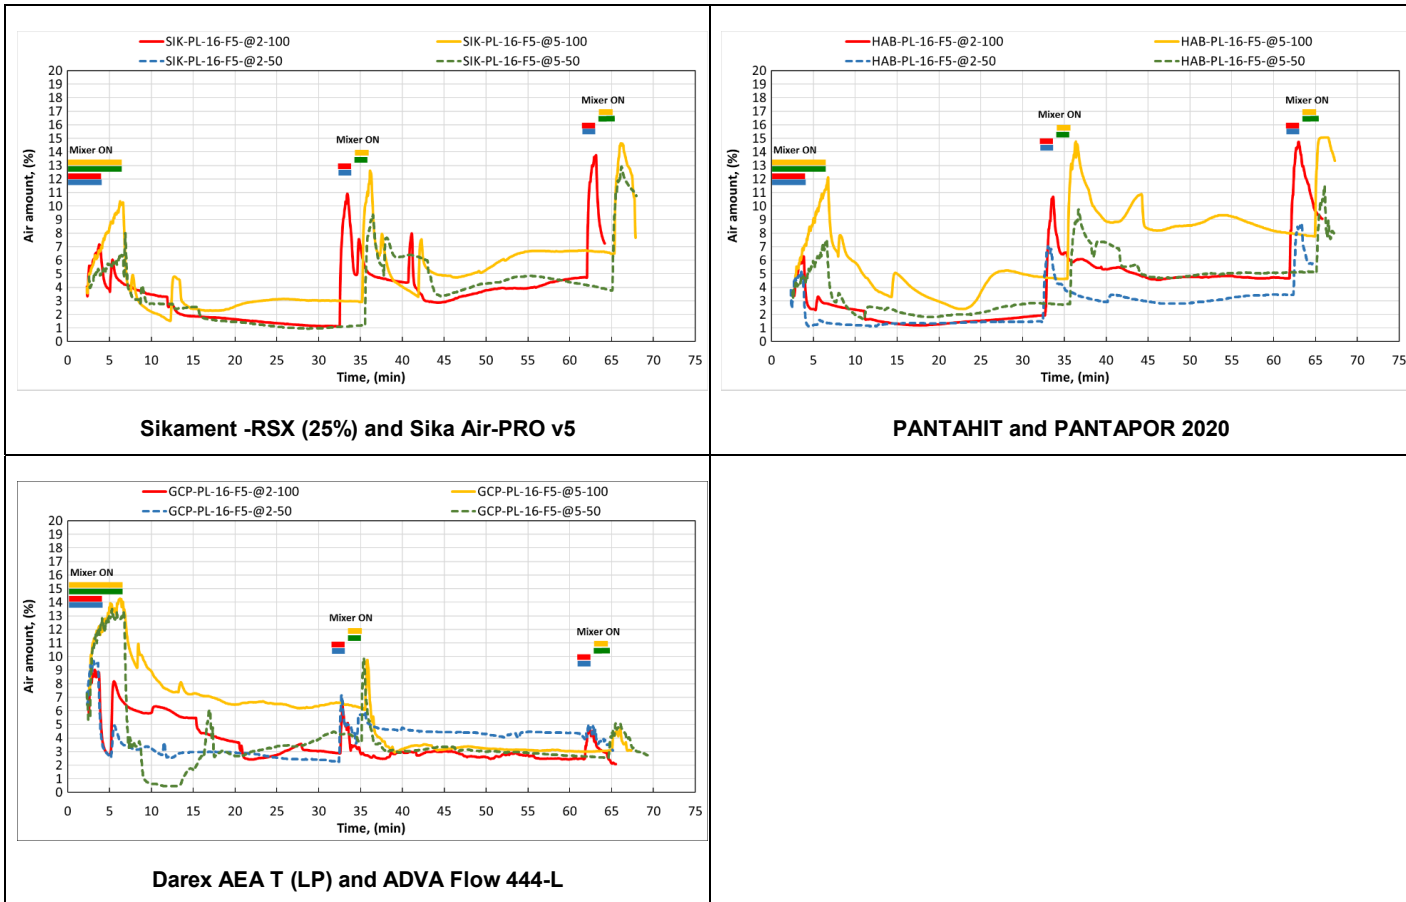 SIK-PL-16-F5-@2-100 SIK-PL-16-F5-@5-100
SIK-PL-16-F5-@2-50 SIK-PL-16-F5-@5-50
Air amount, (%)
20
19
18
17
16
15
14
13
12
11
10
9
8
7
6
5
4
3
2
1
0
Mixer ON
Mixer ON
Mixer ON
0 5 10 15 20 25 30 35 40 45 50 55 60 65 70 75
Time, (min)
Sikament -RSX (25%) and Sika Air-PRO v5
HAB-PL-16-F5-@2-100 HAB-PL-16-F5-@5-100
HAB-PL-16-F5-@2-50 HAB-PL-16-F5-@5-50
Air amount, (%)
20
19
18
17
16
15
14
13
12
11
10
9
8
7
6
5
4
3
2
1
0
Mixer ON
Mixer ON
Mixer ON
0 5 10 15 20 25 30 35 40 45 50 55 60 65 70 75
Time, (min)
PANTAHIT and PANTAPOR 2020
GCP-PL-16-F5-@2-100 GCP-PL-16-F5-@5-100
GCP-PL-16-F5-@2-50 GCP-PL-16-F5-@5-50
Air amount, (%)
20
19
18
17
16
15
14
13
12
11
10
9
8
7
6
5
4
3
2
1
0
Mixer ON
Mixer ON
Mixer ON
0 5 10 15 20 25 30 35 40 45 50 55 60 65 70 75
Time, (min)
Darex AEA T (LP) and ADVA Flow 444-L